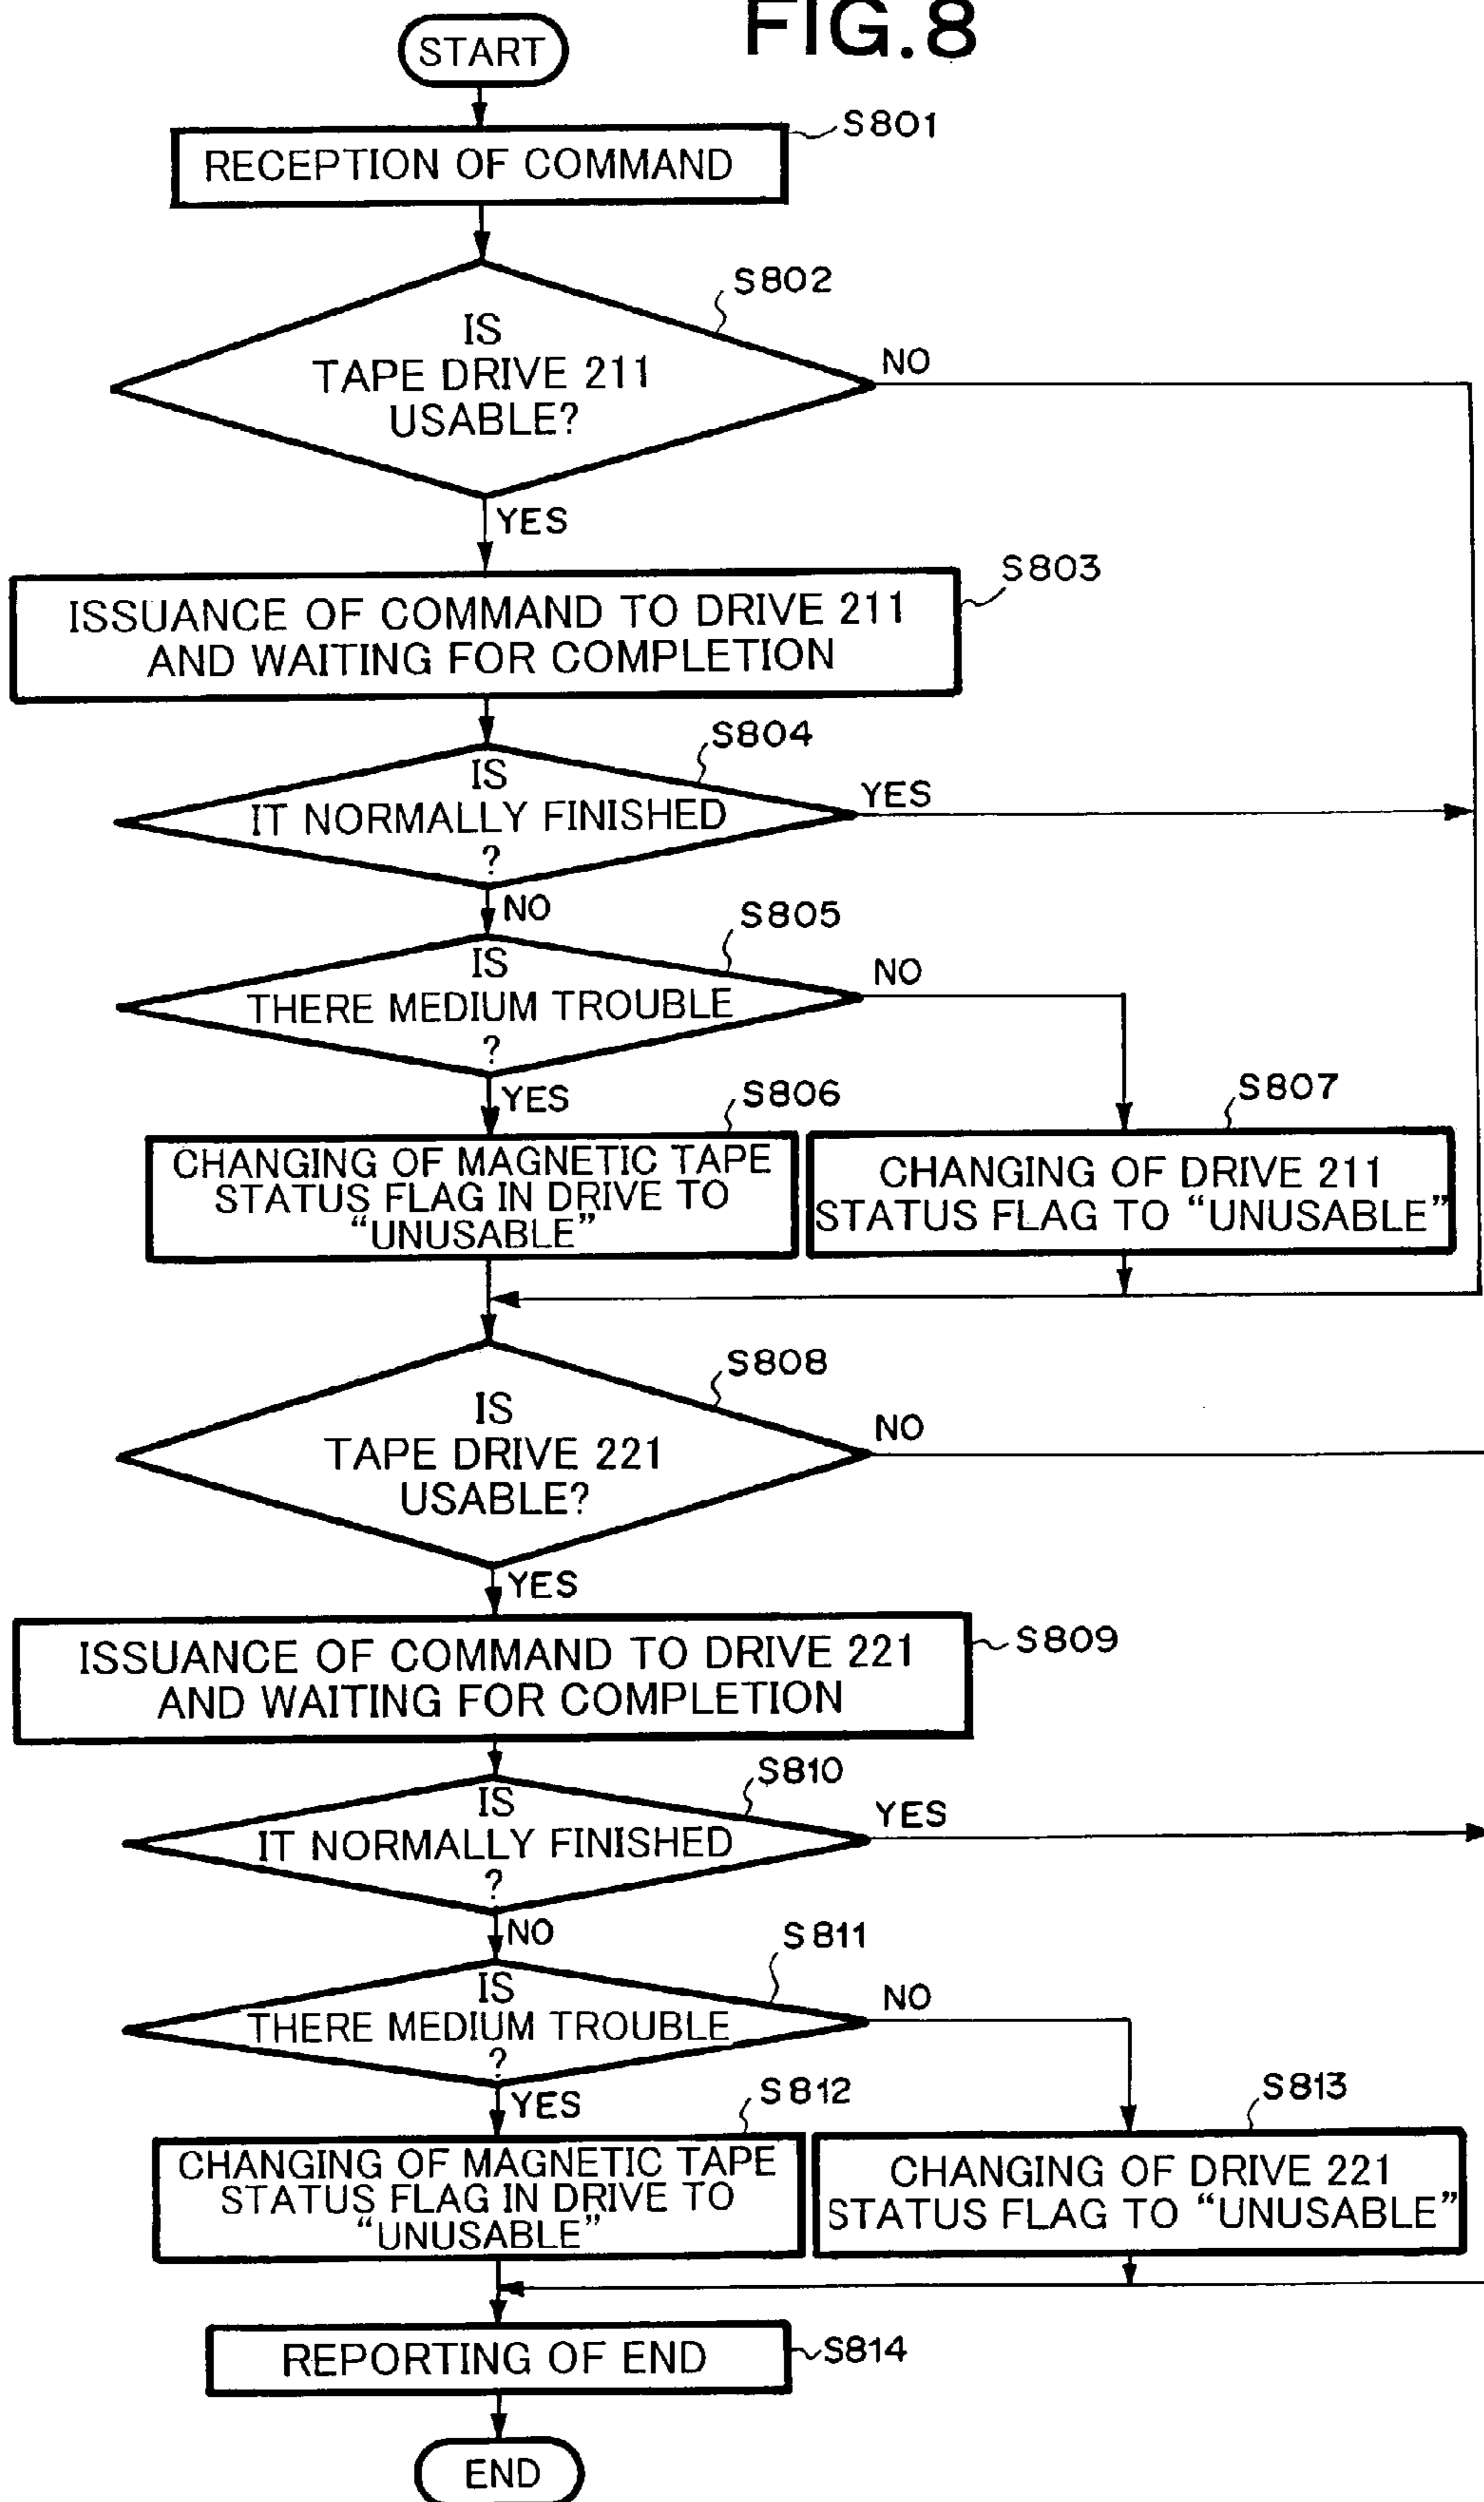 FIG.8
START
S801
RECEPTION OF COMMAND
S802
IS
TAPE DRIVE 211
USABLE?
NO
YES
S803
ISSUANCE OF COMMAND TO DRIVE 211
AND WAITING FOR COMPLETION
S804
IS
IT NORMALLY FINISHED
?
YES
NO
S805
IS
THERE MEDIUM TROUBLE
?
NO
YES
S806
CHANGING OF MAGNETIC TAPE
STATUS FLAG IN DRIVE TO
“UNUSABLE”
S807
CHANGING OF DRIVE 211
STATUS FLAG TO “UNUSABLE”
S808
IS
TAPE DRIVE 221
USABLE?
NO
YES
S809
ISSUANCE OF COMMAND TO DRIVE 221
AND WAITING FOR COMPLETION
S810
IS
IT NORMALLY FINISHED
?
YES
NO
S811
IS
THERE MEDIUM TROUBLE
?
NO
YES
S812
CHANGING OF MAGNETIC TAPE
STATUS FLAG IN DRIVE TO
“UNUSABLE”
S813
CHANGING OF DRIVE 221
STATUS FLAG TO “UNUSABLE”
REPORTING OF END
S814
END